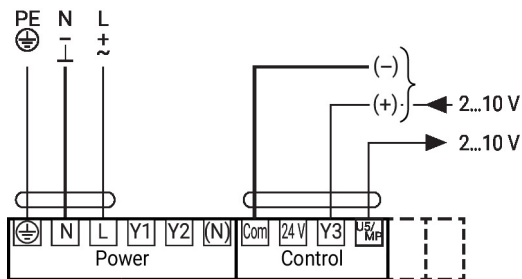 PE N L
– +
~
(–)
(+) 2...10 V
2...10 V
N L Y1 Y2 (N) Com 24 V Y3 U5/MP
Power Control